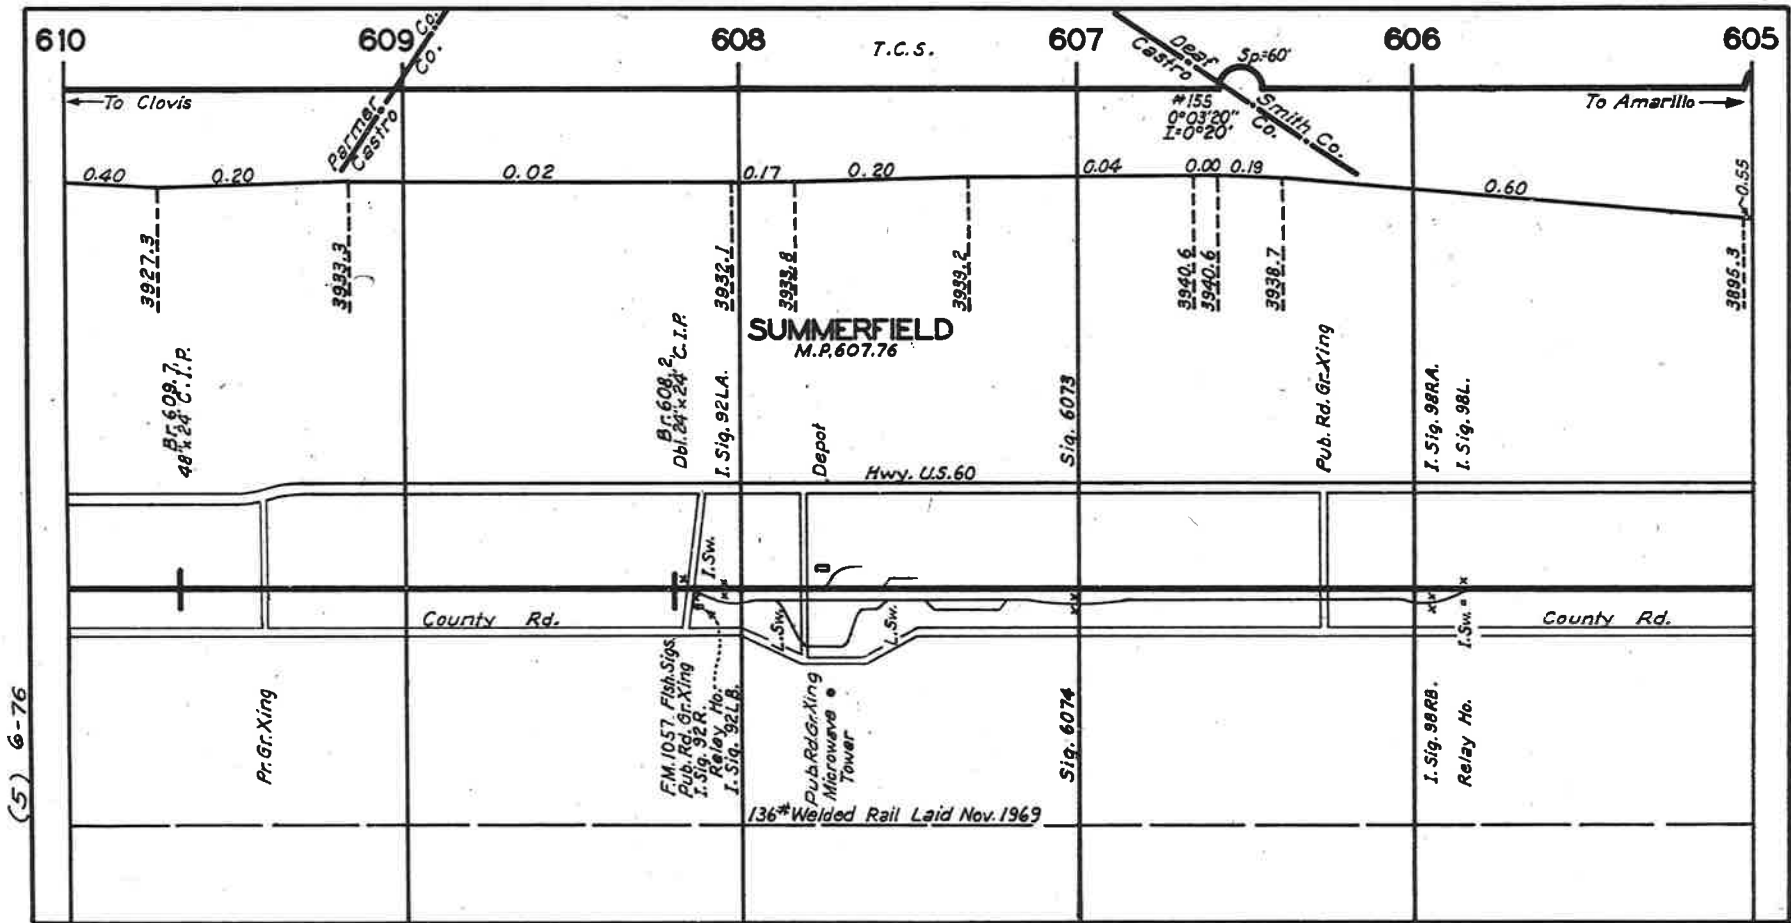 610
609
608
607
606
605
T.C.S.
Parmer Co.
Castro Co.
Deaf Smith Co.
Castro Co.
Sp=60'
#155
0°03'20"
I=0°20'
←To Clovis
To Amarillo→
0.40
0.20
0.02
0.17
0.20
0.04
0.00
0.19
0.60
~0.55
3927.3
3933.3
3932.1
3933.8
3939.2
3940.6
3940.6
3938.7
3895.3
SUMMERFIELD
M.P.607.76
Br.609.7
48"x24' C.I.P.
Br.608.2
Dbl.24"x24' C.I.P.
I.Sig.92LA.
Depot
Sig.6073
Pub.Rd.Gr.Xing
I.Sig.98RA.
I.Sig.98L.
Hwy. U.S.60
I.Sw.
County Rd.
L.Sw.
L.Sw.
I.Sw.
County Rd.
Pr.Gr.Xing
F.M.1057 Flsh.Sigs.
Pub.Rd.Gr.Xing
I.Sig.92R.
Relay Ho.
I.Sig.92LB.
Pub.Rd.Gr.Xing
Microwave
Tower
Sig.6074
I.Sig.98RB.
Relay Ho.
136# Welded Rail Laid Nov.1969
(5) 6-76